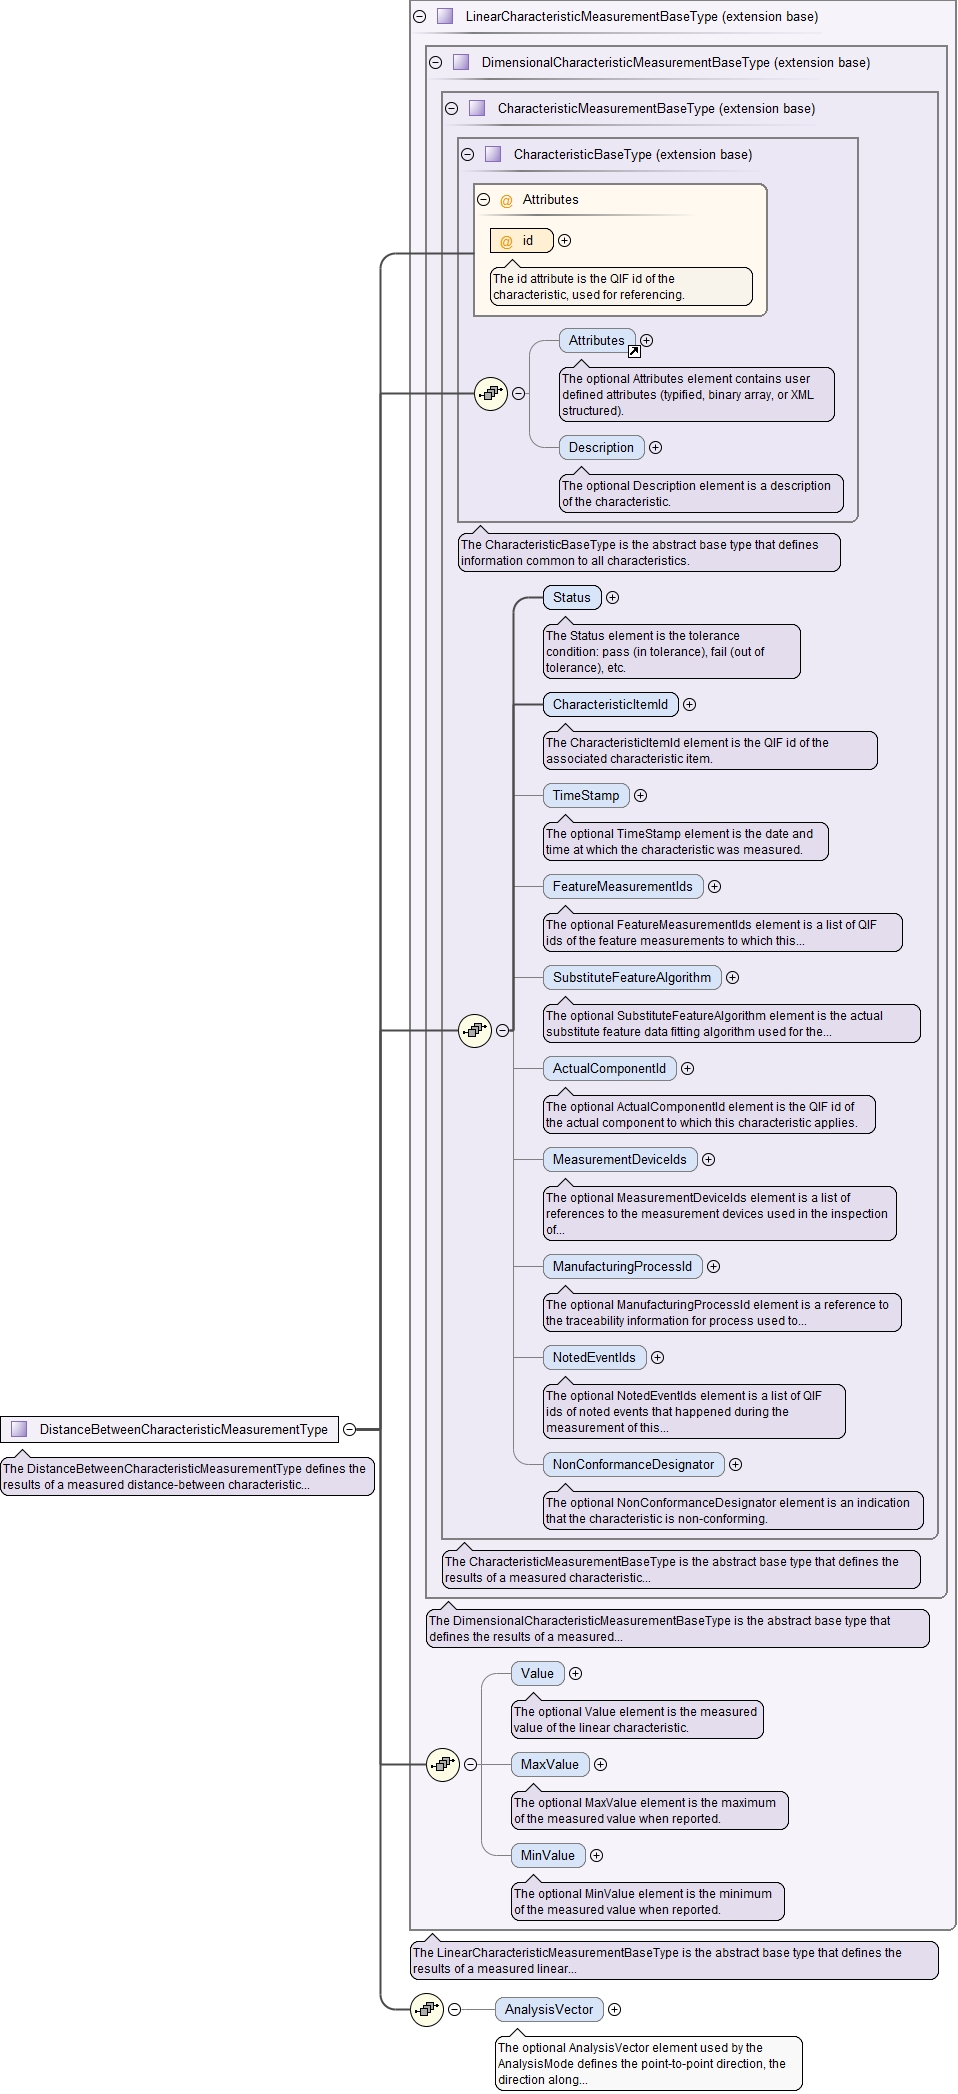 LinearCharacteristicMeasurementBaseType (extension base)
DimensionalCharacteristicMeasurementBaseType (extension base)
CharacteristicMeasurementBaseType (extension base)
CharacteristicBaseType (extension base)
@ Attributes
@ id
The id attribute is the QIF id of the
characteristic, used for referencing.
Attributes
The optional Attributes element contains user
defined attributes (typified, binary array, or XML
structured).
Description
The optional Description element is a description
of the characteristic.
The CharacteristicBaseType is the abstract base type that defines
information common to all characteristics.
Status
The Status element is the tolerance
condition: pass (in tolerance), fail (out of
tolerance), etc.
CharacteristicItemId
The CharacteristicItemId element is the QIF id of the
associated characteristic item.
TimeStamp
The optional TimeStamp element is the date and
time at which the characteristic was measured.
FeatureMeasurementIds
The optional FeatureMeasurementIds element is a list of QIF
ids of the feature measurements to which this...
SubstituteFeatureAlgorithm
The optional SubstituteFeatureAlgorithm element is the actual
substitute feature data fitting algorithm used for the...
ActualComponentId
The optional ActualComponentId element is the QIF id of
the actual component to which this characteristic applies.
MeasurementDeviceIds
The optional MeasurementDeviceIds element is a list of
references to the measurement devices used in the inspection
of...
ManufacturingProcessId
The optional ManufacturingProcessId element is a reference to
the traceability information for process used to...
NotedEventIds
The optional NotedEventIds element is a list of QIF
ids of noted events that happened during the
measurement of this...
DistanceBetweenCharacteristicMeasurementType
The DistanceBetweenCharacteristicMeasurementType defines the
results of a measured distance-between characteristic...
NonConformanceDesignator
The optional NonConformanceDesignator element is an indication
that the characteristic is non-conforming.
The CharacteristicMeasurementBaseType is the abstract base type that defines the
results of a measured characteristic...
The DimensionalCharacteristicMeasurementBaseType is the abstract base type that
defines the results of a measured...
Value
The optional Value element is the measured
value of the linear characteristic.
MaxValue
The optional MaxValue element is the maximum
of the measured value when reported.
MinValue
The optional MinValue element is the minimum
of the measured value when reported.
The LinearCharacteristicMeasurementBaseType is the abstract base type that defines the
results of a measured linear...
AnalysisVector
The optional AnalysisVector element used by the
AnalysisMode defines the point-to-point direction, the
direction along...